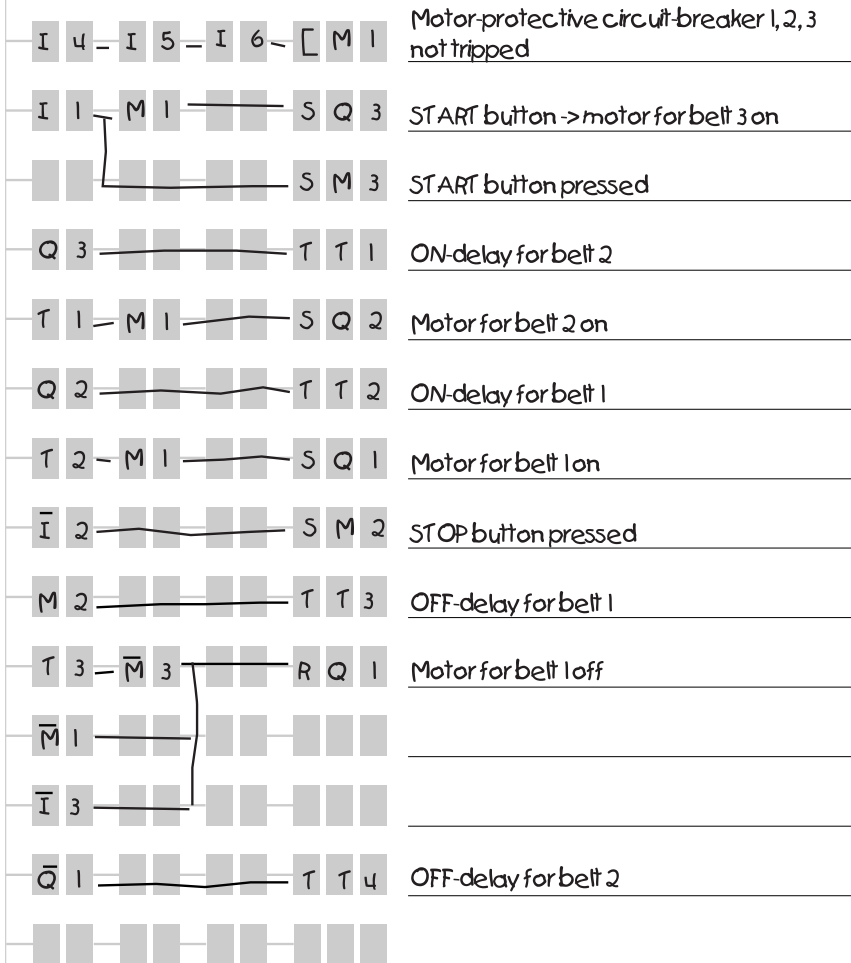 I 4 - I 5 - I 6 - [ M 1 Motor-protective circuit-breaker 1, 2, 3
not tripped
I 1 M 1 S Q 3 START button -> motor for belt 3 on
S M 3 START button pressed
Q 3 T T 1 ON-delay for belt 2
T 1 - M 1 S Q 2 Motor for belt 2 on
Q 2 T T 2 ON-delay for belt 1
T 2 - M 1 S Q 1 Motor for belt 1 on
I̅ 2 S M 2 STOP button pressed
M 2 T T 3 OFF-delay for belt 1
T 3 - M̅ 3 R Q 1 Motor for belt 1 off
M̅ 1
I̅ 3
Q̅ 1 T T 4 OFF-delay for belt 2